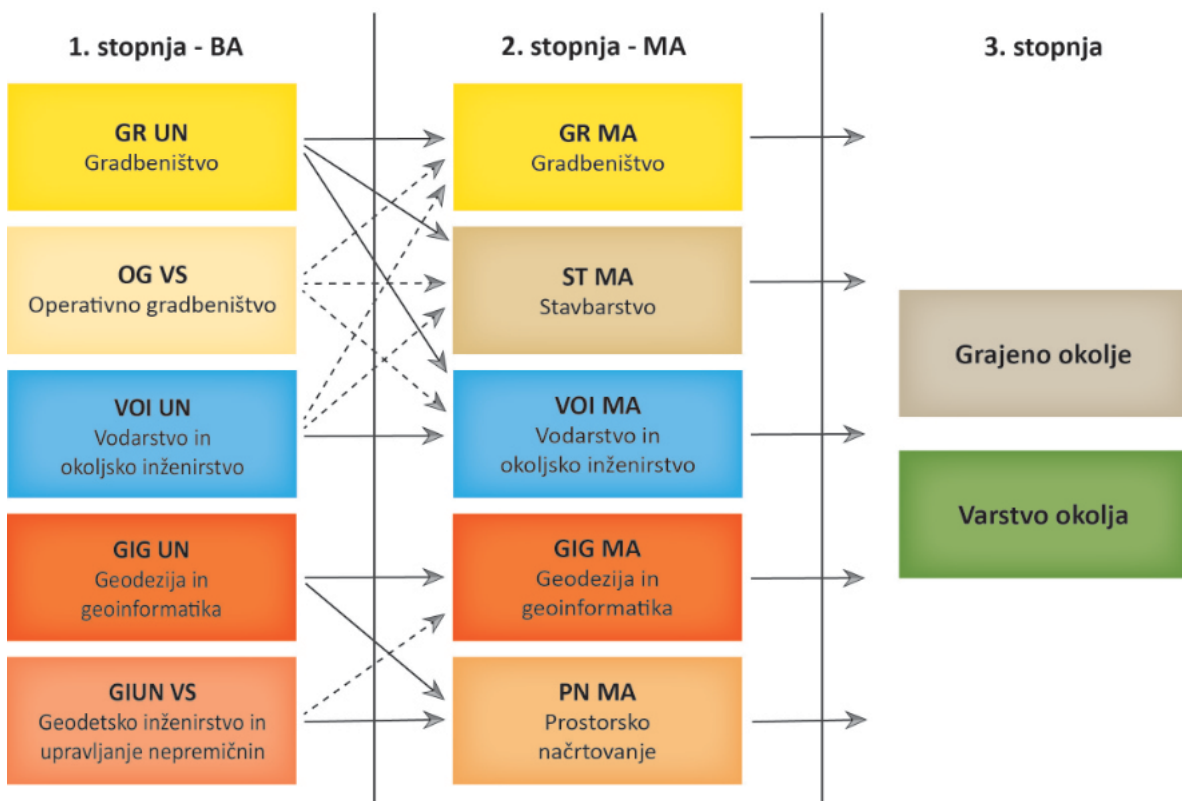 1. stopnja - BA
2. stopnja - MA
3. stopnja
GR UN
Gradbeništvo
OG VS
Operativno gradbeništvo
VOI UN
Vodarstvo in
okoljsko inženirstvo
GIG UN
Geodezija in
geoinformatika
GIUN VS
Geodetsko inženirstvo in
upravljanje nepremičnin
GR MA
Gradbeništvo
ST MA
Stavbarstvo
VOI MA
Vodarstvo in
okoljsko inženirstvo
GIG MA
Geodezija in
geoinformatika
PN MA
Prostorsko
načrtovanje
Grajeno okolje
Varstvo okolja